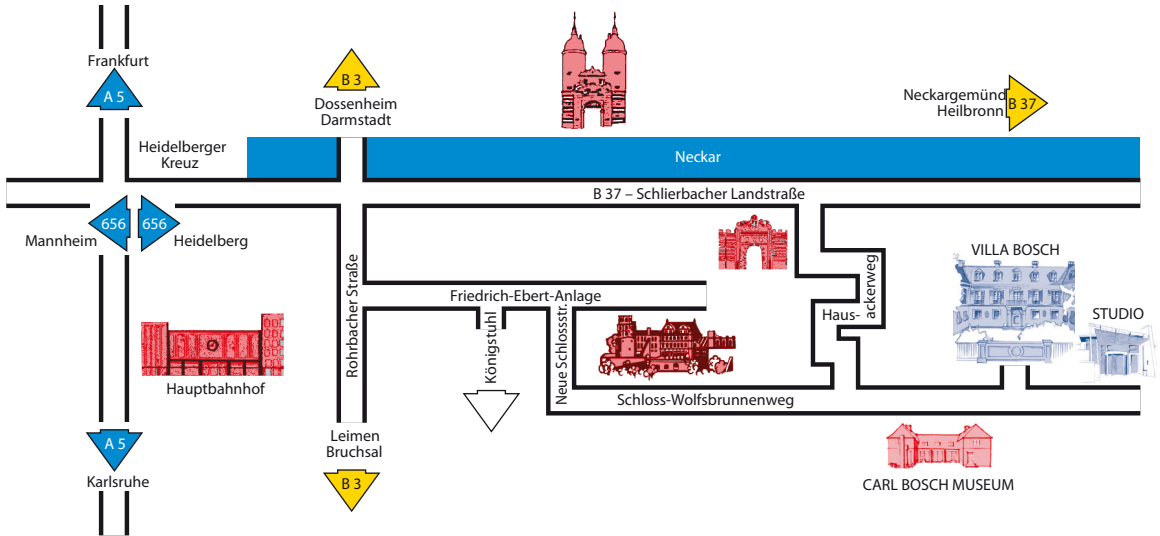 Frankfurt
A 5
B 3
Dossenheim
Darmstadt
Neckargemünd
Heilbronn
B 37
Heidelberger
Kreuz
Neckar
B 37 – Schlierbacher Landstraße
656
656
Mannheim
Heidelberg
VILLA BOSCH
Rohrbacher Straße
Friedrich-Ebert-Anlage
Haus-
ackerweg
STUDIO
Königstuhl
Neue Schlossstr.
Hauptbahnhof
Schloss-Wolfsbrunnenweg
A 5
Karlsruhe
Leimen
Bruchsal
B 3
CARL BOSCH MUSEUM